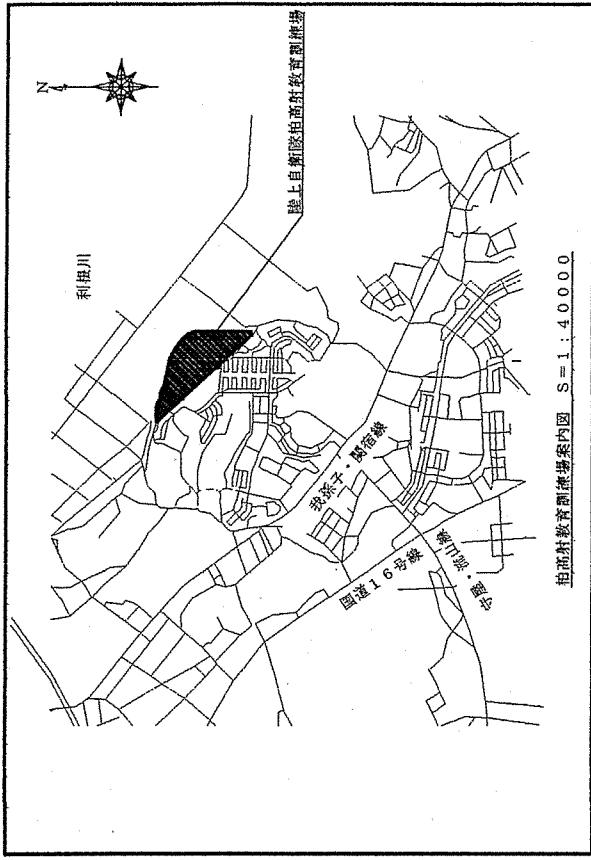 N
利根川
陸上自衛隊柏高射教育訓練場
我孫子・関宿線
国道16号線
守屋・流山線
柏高射教育訓練場案内図 S=1:40000